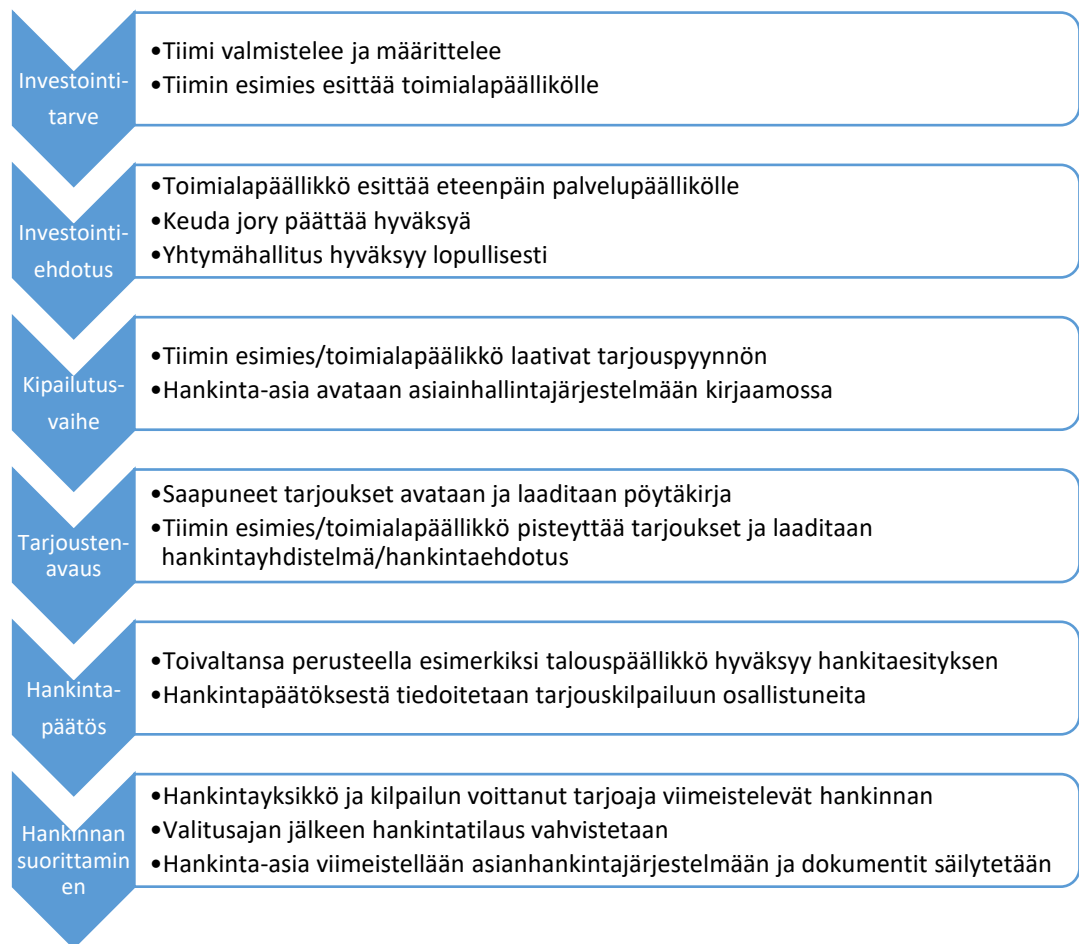 Investointi-
tarve
•Tiimi valmistelee ja määrittelee
•Tiimin esimies esittää toimialapäällikölle
Investointi-
ehdotus
•Toimialapäällikkö esittää eteenpäin palvelupäällikölle
•Keuda jory päättää hyväksyä
•Yhtymähallitus hyväksyy lopullisesti
Kipailutus-
vaihe
•Tiimin esimies/toimialapäälikkö laativat tarjouspyynnön
•Hankinta-asia avataan asiainhallintajärjestelmään kirjaamossa
Tarjousten-
avaus
•Saapuneet tarjoukset avataan ja laaditaan pöytäkirja
•Tiimin esimies/toimialapäällikkö pisteyttää tarjoukset ja laaditaan
hankintayhdistelmä/hankintaehdotus
Hankinta-
päätös
•Toivaltansa perusteella esimerkiksi talouspäällikkö hyväksyy hankitaesityksen
•Hankintapäätöksestä tiedoitetaan tarjouskilpailuun osallistuneita
Hankinnan
suorittamin
en
•Hankintayksikkö ja kilpailun voittanut tarjoaja viimeistelevät hankinnan
•Valitusajan jälkeen hankintatilaus vahvistetaan
•Hankinta-asia viimeistellään asianhankintajärjestelmään ja dokumentit säilytetään